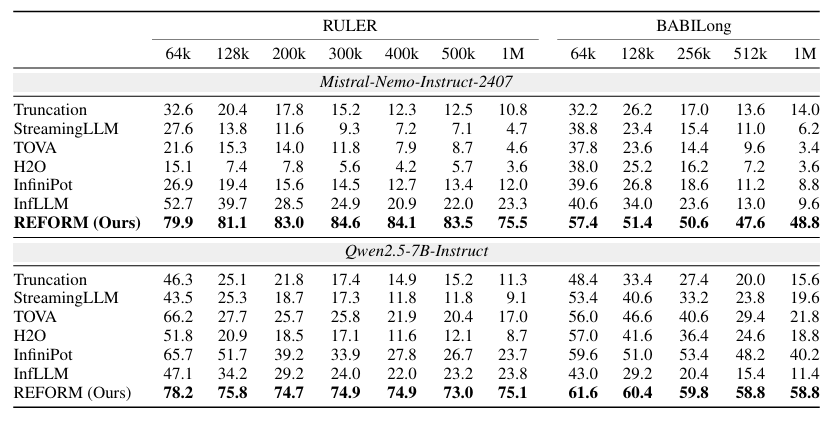 RULER BABILong
64k 128k 200k 300k 400k 500k 1M 64k 128k 256k 512k 1M
Mistral-Nemo-Instruct-2407
Truncation 32.6 20.4 17.8 15.2 12.3 12.5 10.8 32.2 26.2 17.0 13.6 14.0
StreamingLLM 27.6 13.8 11.6 9.3 7.2 7.1 4.7 38.8 23.4 15.4 11.0 6.2
TOVA 21.6 15.3 14.0 11.8 7.9 8.7 4.6 37.8 23.6 14.4 9.6 3.4
H2O 15.1 7.4 7.8 5.6 4.2 5.7 3.6 38.0 25.2 16.2 7.2 3.6
InfiniPot 26.9 19.4 15.6 14.5 12.7 13.4 12.0 39.6 26.8 18.6 11.2 8.8
InfLLM 52.7 39.7 28.5 24.9 20.9 22.0 23.3 40.6 34.0 23.6 13.0 9.6
REFORM (Ours) 79.9 81.1 83.0 84.6 84.1 83.5 75.5 57.4 51.4 50.6 47.6 48.8
Qwen2.5-7B-Instruct
Truncation 46.3 25.1 21.8 17.4 14.9 15.2 11.3 48.4 33.4 27.4 20.0 15.6
StreamingLLM 43.5 25.3 18.7 17.3 11.8 11.8 9.1 53.4 40.6 33.2 23.8 19.6
TOVA 66.2 27.7 25.7 25.8 21.9 20.4 17.0 56.0 46.6 40.6 29.4 21.8
H2O 51.8 20.9 18.5 17.1 11.6 12.1 8.7 57.0 41.6 36.4 24.6 18.8
InfiniPot 65.7 51.7 39.2 33.9 27.8 26.7 23.7 59.6 51.0 53.4 48.2 40.2
InfLLM 47.1 34.2 29.2 24.0 22.0 23.2 23.8 43.0 29.2 20.4 15.4 11.4
REFORM (Ours) 78.2 75.8 74.7 74.9 74.9 73.0 75.1 61.6 60.4 59.8 58.8 58.8